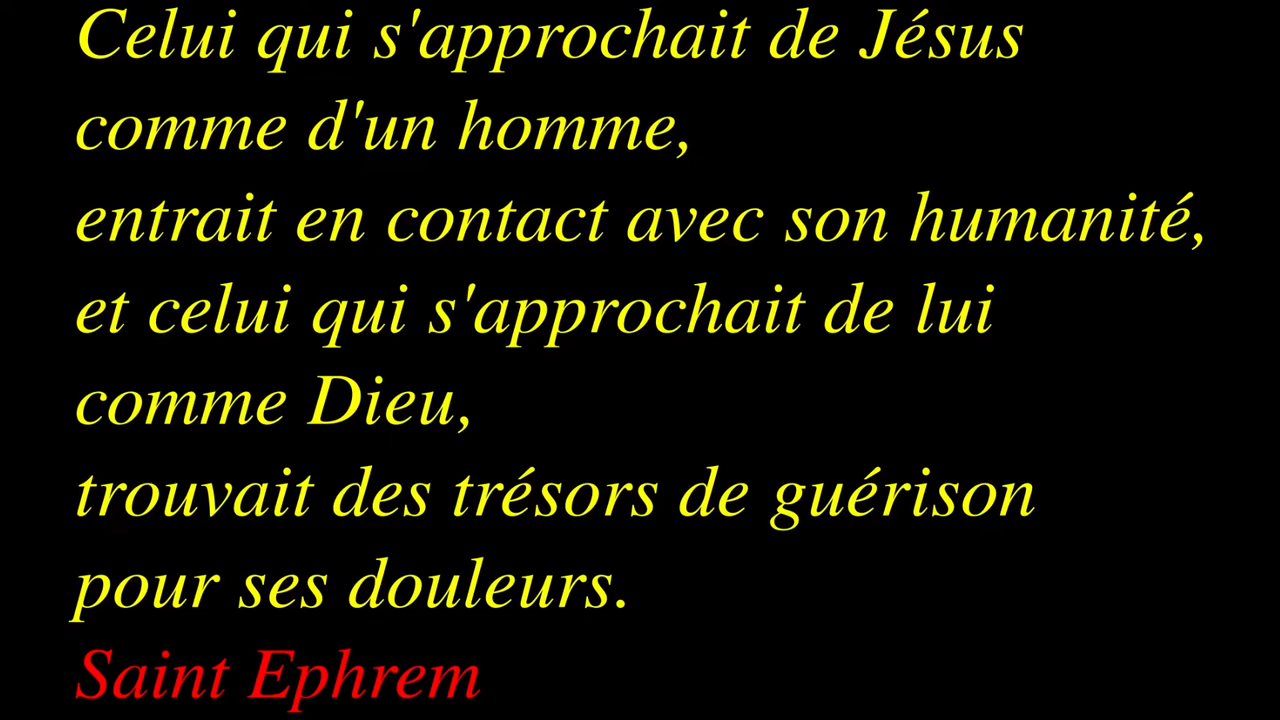 Celui qui s'approchait de Jésus
comme d'un homme,
entrait en contact avec son humanité,
et celui qui s'approchait de lui
comme Dieu,
trouvait des trésors de guérison
pour ses douleurs.
Saint Ephrem